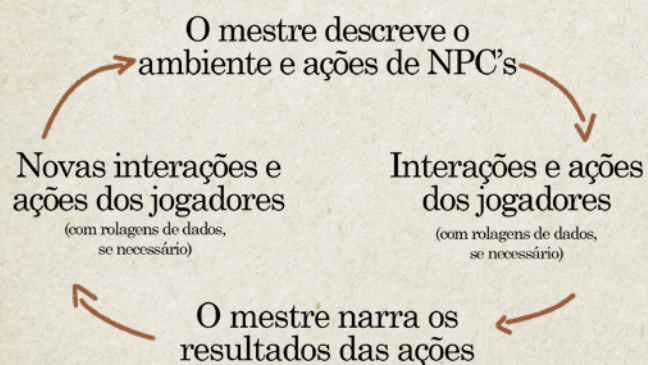 O mestre descreve o
ambiente e ações de NPC's
Interações e ações
dos jogadores
(com rolagens de dados,
se necessário)
O mestre narra os
resultados das ações
Novas interações e
ações dos jogadores
(com rolagens de dados,
se necessário)